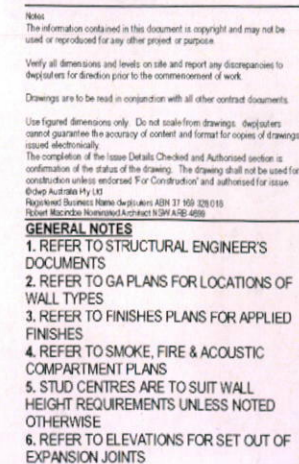 Notes
The information contained in this document is copyright and may not be
used or reproduced for any other project or purpose.
Verify all dimensions and levels on site and report any discrepancies to
dwp|suters for direction prior to the commencement of work.
Drawings are to be read in conjunction with all other contract documents.
Use figured dimensions only. Do not scale from drawings. dwp|suters
cannot guarantee the accuracy of content and format for copies of drawings
issued electronically.
The completion of the Issue Details Checked and Authorised section is
confirmation of the status of the drawing. The drawing shall not be used for
construction unless endorsed 'For Construction' and authorised for issue.
©dwp Australia Pty Ltd
Registered Business Name dwp|suters ABN 37 169 328 018
Robert Macindoe Nominated Architect NSW ARB 4699
GENERAL NOTES
1. REFER TO STRUCTURAL ENGINEER'S
DOCUMENTS
2. REFER TO GA PLANS FOR LOCATIONS OF
WALL TYPES
3. REFER TO FINISHES PLANS FOR APPLIED
FINISHES
4. REFER TO SMOKE, FIRE & ACOUSTIC
COMPARTMENT PLANS
5. STUD CENTRES ARE TO SUIT WALL
HEIGHT REQUIREMENTS UNLESS NOTED
OTHERWISE
6. REFER TO ELEVATIONS FOR SET OUT OF
EXPANSION JOINTS